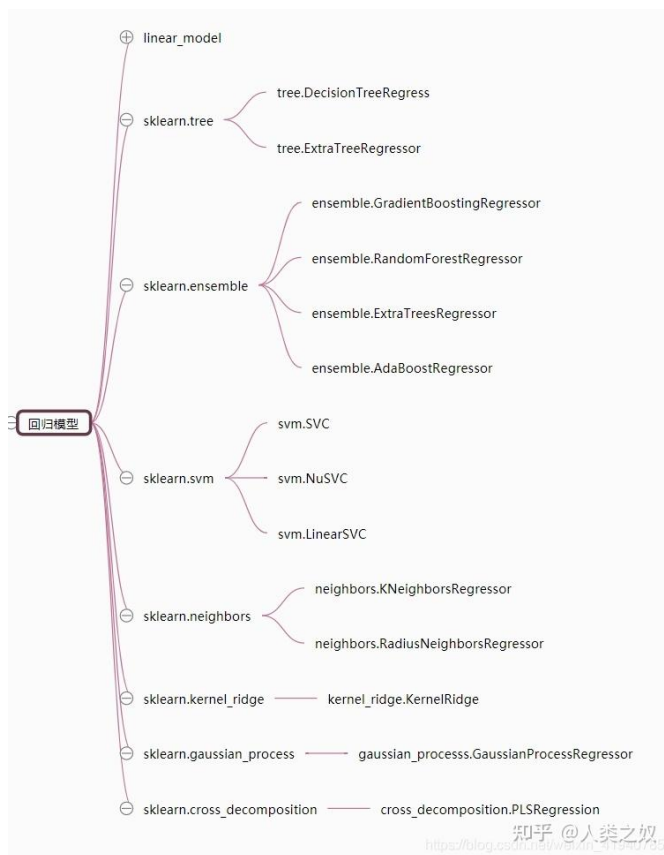 linear_model
sklearn.tree
tree.DecisionTreeRegress
tree.ExtraTreeRegressor
sklearn.ensemble
ensemble.GradientBoostingRegressor
ensemble.RandomForestRegressor
ensemble.ExtraTreesRegressor
ensemble.AdaBoostRegressor
回归模型
sklearn.svm
svm.SVC
svm.NuSVC
svm.LinearSVC
sklearn.neighbors
neighbors.KNeighborsRegressor
neighbors.RadiusNeighborsRegressor
sklearn.kernel_ridge
kernel_ridge.KernelRidge
sklearn.gaussian_process
gaussian_processs.GaussianProcessRegressor
sklearn.cross_decomposition
cross_decomposition.PLSRegression
知乎 @人类之奴